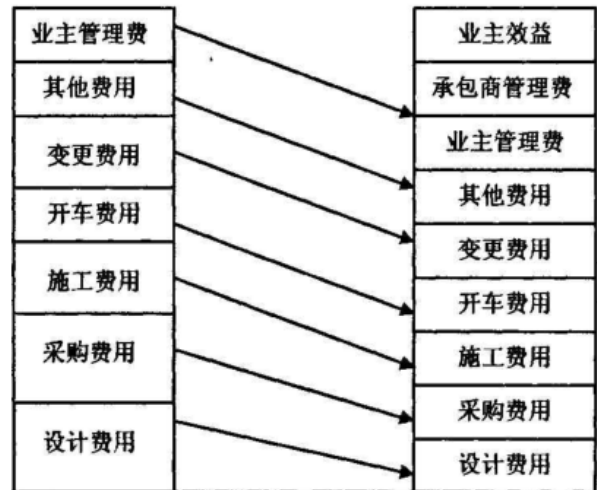 业主管理费
其他费用
变更费用
开车费用
施工费用
采购费用
设计费用
业主效益
承包商管理费
业主管理费
其他费用
变更费用
开车费用
施工费用
采购费用
设计费用